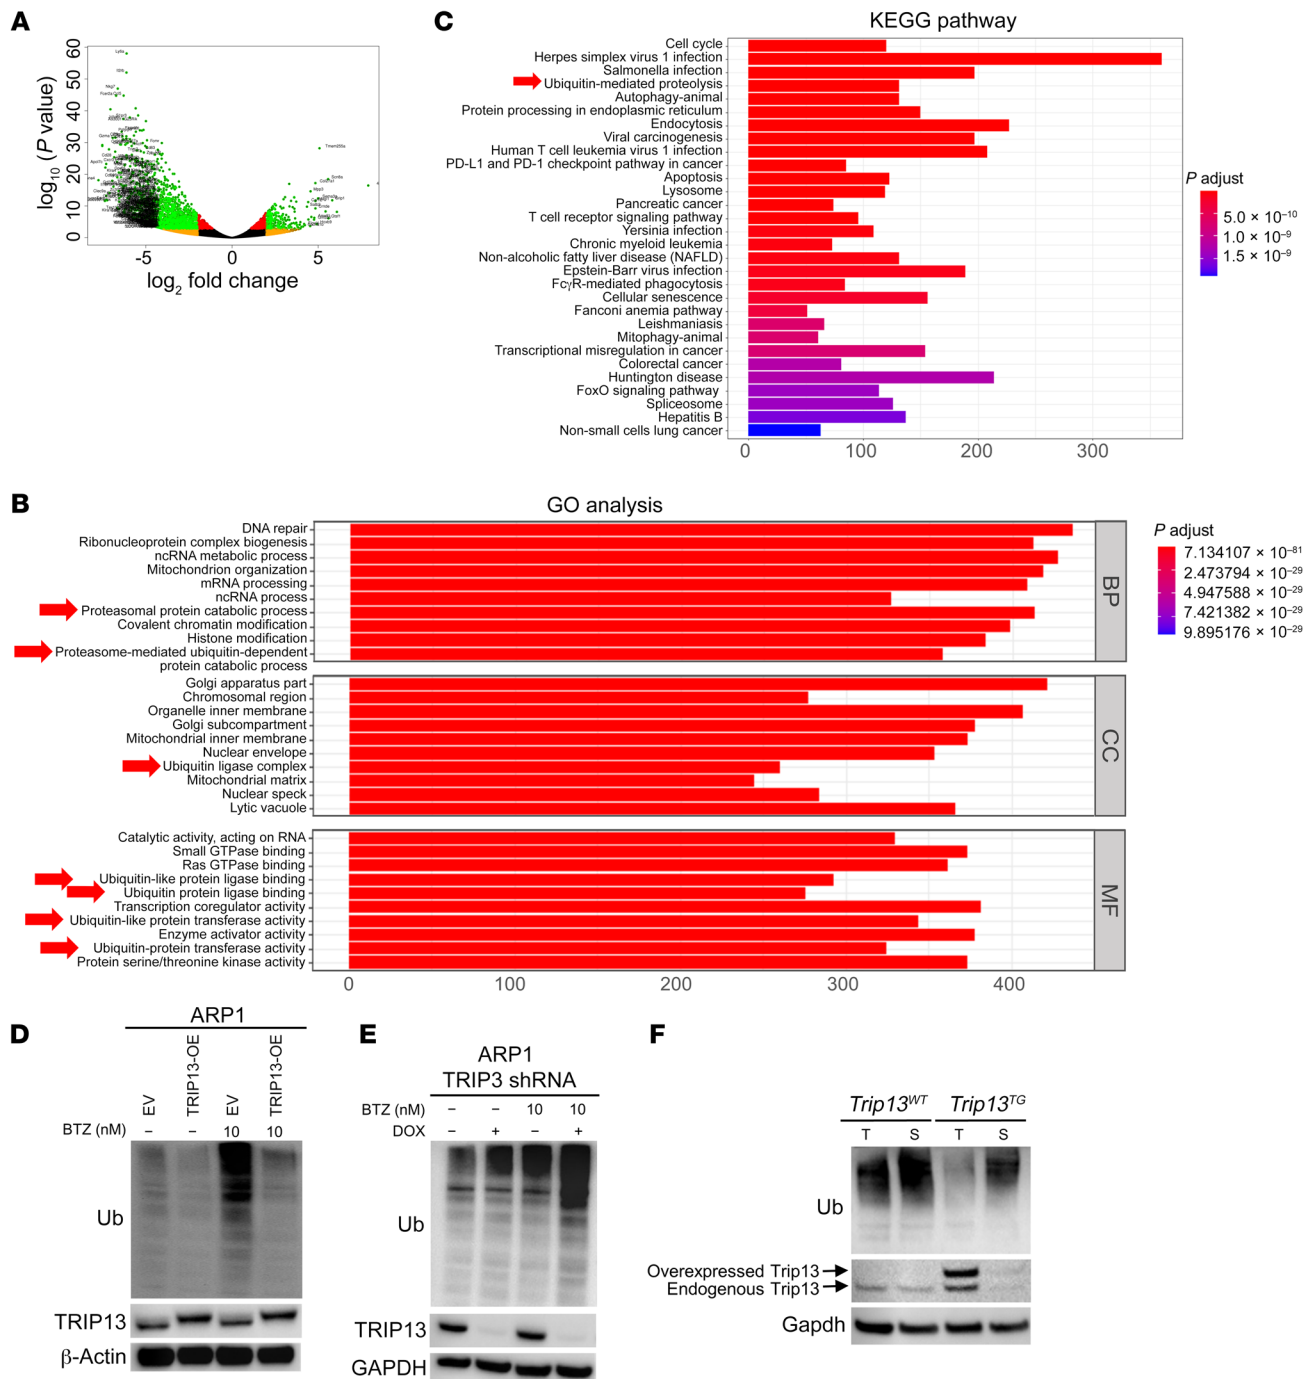 A
60
50
40
30
20
10
0
log10 (P value)
-5
0
5
log2 fold change
C
KEGG pathway
Cell cycle
Herpes simplex virus 1 infection
Salmonella infection
Ubiquitin-mediated proteolysis
Autophagy-animal
Protein processing in endoplasmic reticulum
Endocytosis
Viral carcinogenesis
Human T cell leukemia virus 1 infection
PD-L1 and PD-1 checkpoint pathway in cancer
Apoptosis
Lysosome
Pancreatic cancer
T cell receptor signaling pathway
Yersinia infection
Chronic myeloid leukemia
Non-alcoholic fatty liver disease (NAFLD)
Epstein-Barr virus infection
FcγR-mediated phagocytosis
Cellular senescence
Fanconi anemia pathway
Leishmaniasis
Mitophagy-animal
Transcriptional misregulation in cancer
Colorectal cancer
Huntington disease
FoxO signaling pathway
Spliceosome
Hepatitis B
Non-small cells lung cancer
0 100 200 300
P adjust
5.0 × 10–10
1.0 × 10–9
1.5 × 10–9
B
GO analysis
DNA repair
Ribonucleoprotein complex biogenesis
ncRNA metabolic process
Mitochondrion organization
mRNA processing
ncRNA process
Proteasomal protein catabolic process
Covalent chromatin modification
Histone modification
Proteasome-mediated ubiquitin-dependent
protein catabolic process
BP
Golgi apparatus part
Chromosomal region
Organelle inner membrane
Golgi subcompartment
Mitochondrial inner membrane
Nuclear envelope
Ubiquitin ligase complex
Mitochondrial matrix
Nuclear speck
Lytic vacuole
CC
Catalytic activity, acting on RNA
Small GTPase binding
Ras GTPase binding
Ubiquitin-like protein ligase binding
Ubiquitin protein ligase binding
Transcription coregulator activity
Ubiquitin-like protein transferase activity
Enzyme activator activity
Ubiquitin-protein transferase activity
Protein serine/threonine kinase activity
MF
0 100 200 300 400
P adjust
7.134107 × 10–81
2.473794 × 10–29
4.947588 × 10–29
7.421382 × 10–29
9.895176 × 10–29
D
ARP1
EV TRIP13-OE EV TRIP13-OE
BTZ (nM) – – 10 10
Ub
TRIP13
β-Actin
E
ARP1
TRIP3 shRNA
BTZ (nM) – – 10 10
DOX – + – +
Ub
TRIP13
GAPDH
F
Trip13WT Trip13TG
T S T S
Ub
Overexpressed Trip13
Endogenous Trip13
Gapdh